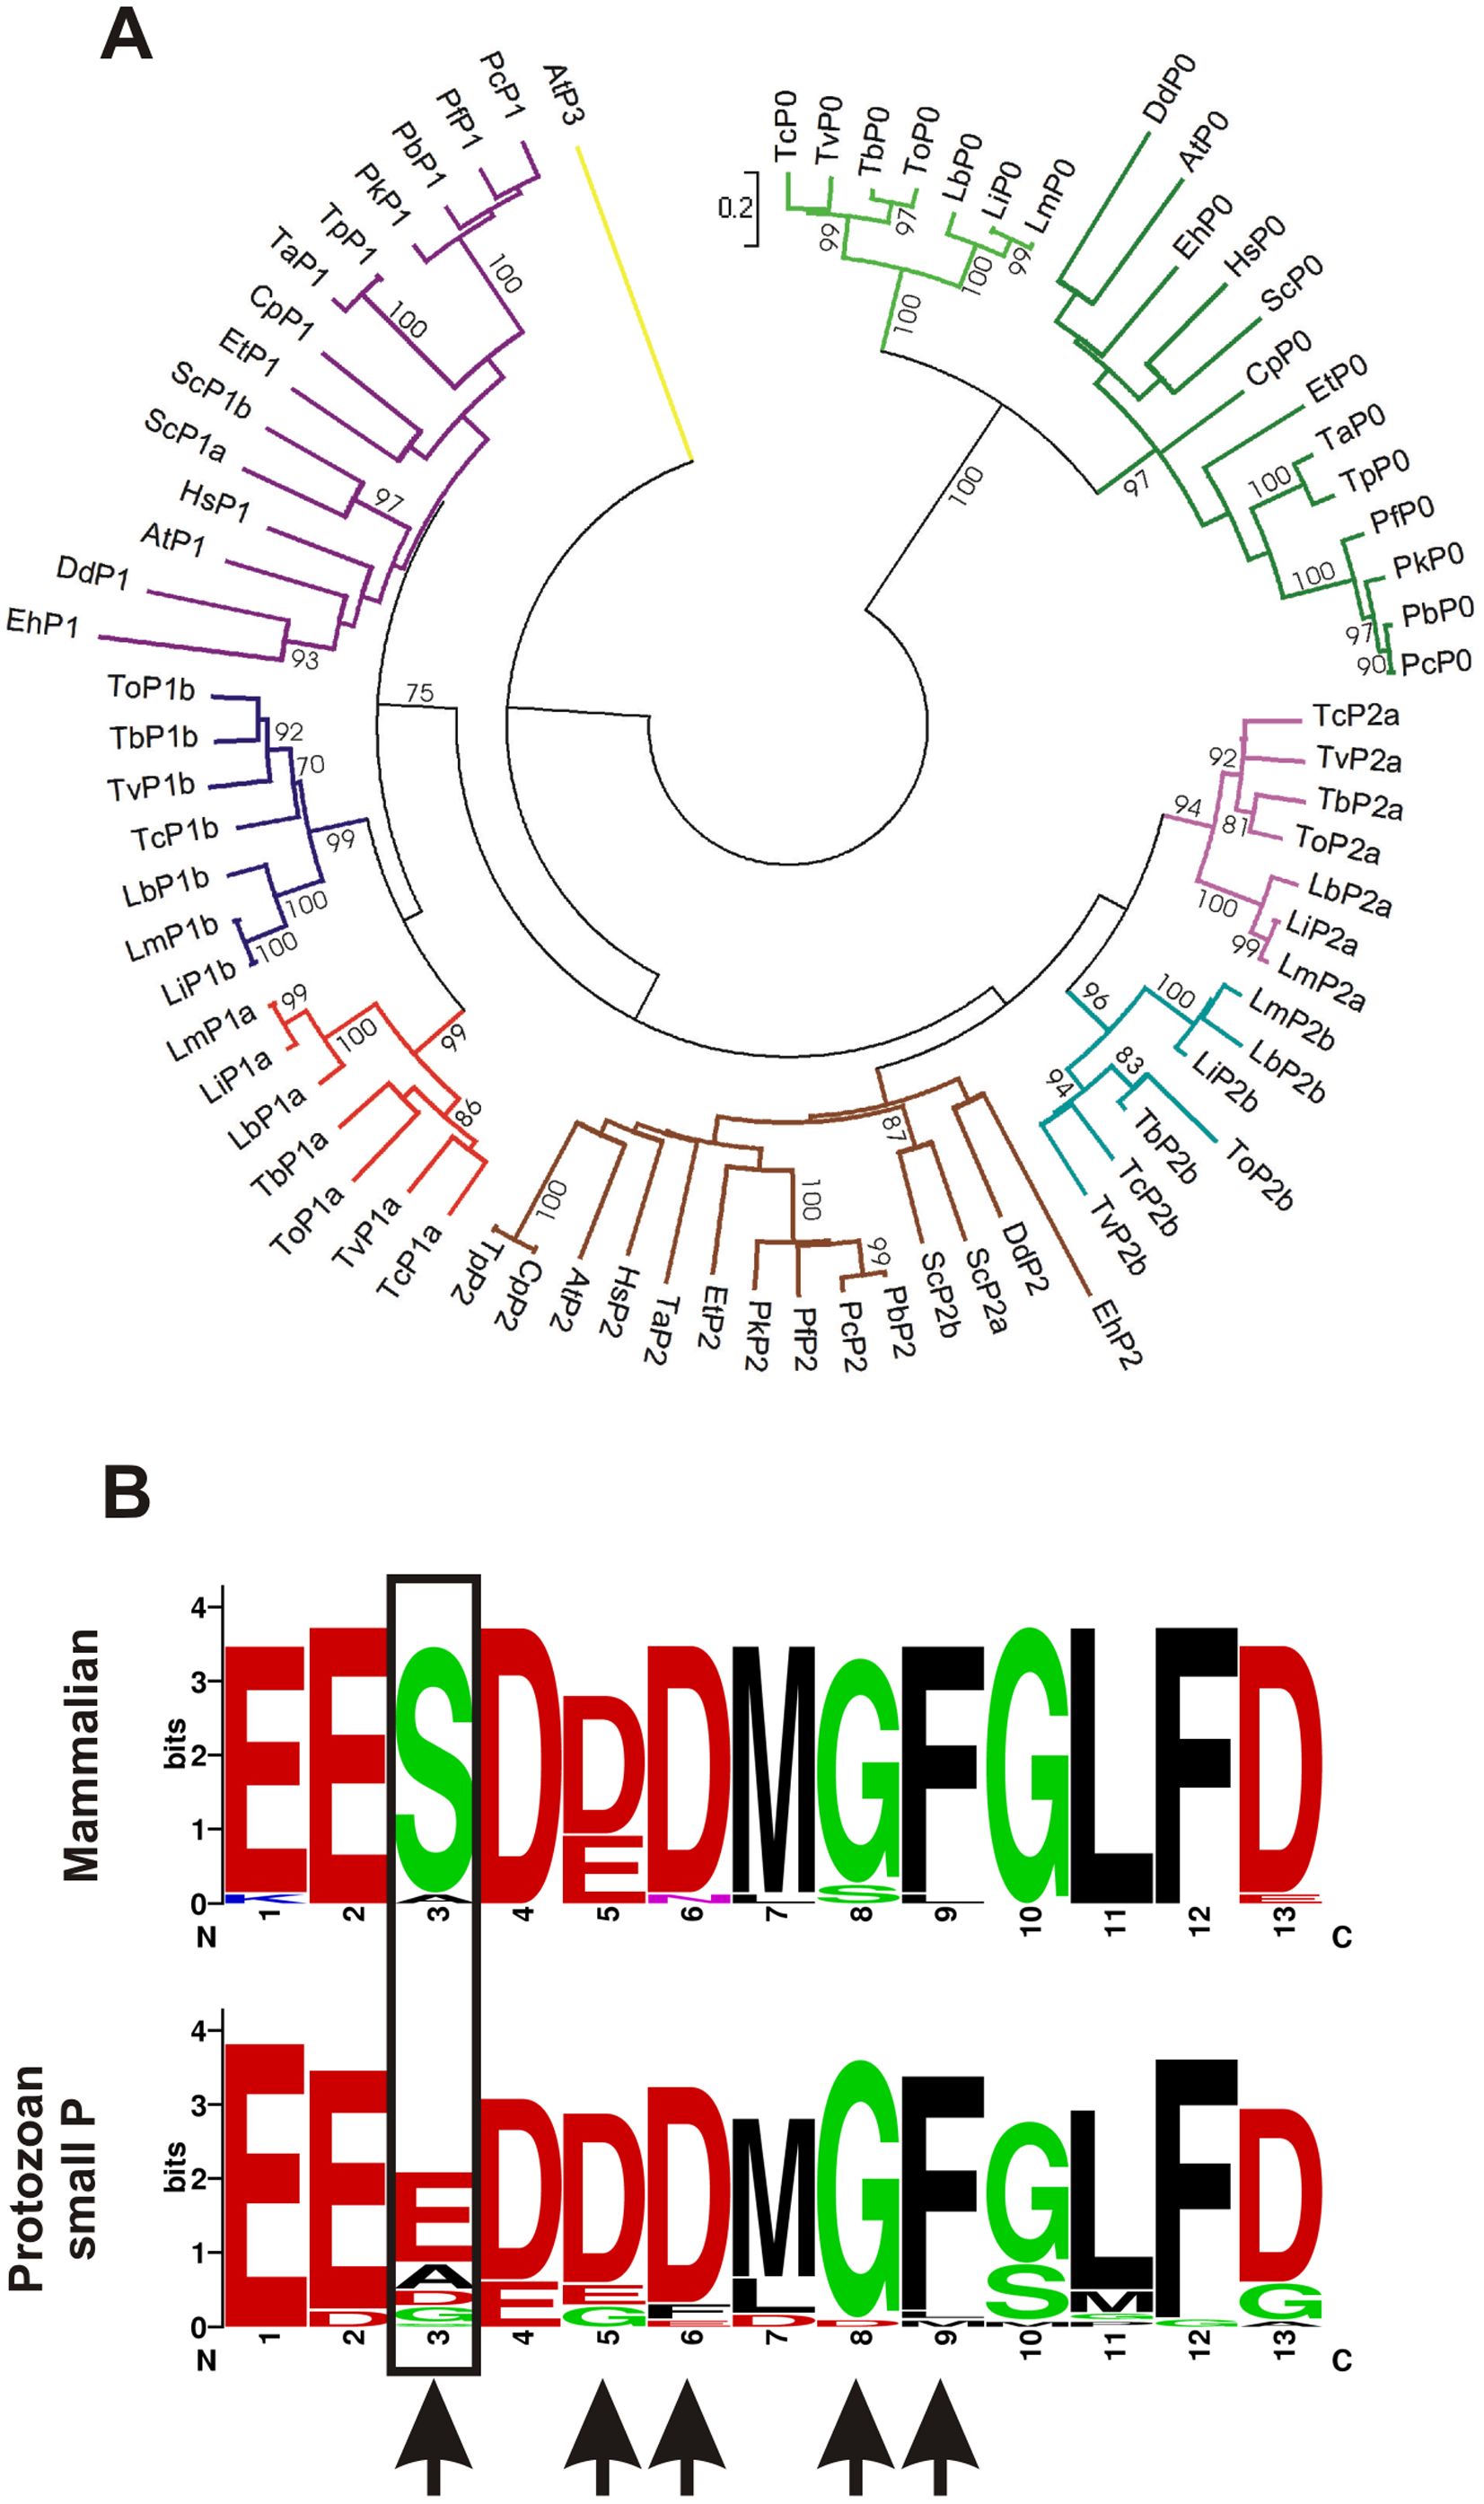 A
AtP3
PcP1
PfP1
PbP1
PkP1
TpP1
TaP1
CpP1
EtP1
ScP1b
ScP1a
HsP1
AtP1
DdP1
EhP1
100
100
97
93
75
ToP1b
TbP1b
TvP1b
TcP1b
LbP1b
LmP1b
LiP1b
92
70
99
100
100
LmP1a
LiP1a
LbP1a
TbP1a
ToP1a
TvP1a
TcP1a
99
100
99
86
TpP2
CpP2
AtP2
HsP2
TaP2
EtP2
PkP2
PfP2
PcP2
PbP2
ScP2b
ScP2a
DdP2
EhP2
100
100
99
87
TvP2b
TcP2b
TbP2b
ToP2b
LiP2b
LbP2b
LmP2b
96
100
83
94
LmP2a
LiP2a
LbP2a
ToP2a
TbP2a
TvP2a
TcP2a
92
94
81
100
99
PcP0
PbP0
PkP0
PfP0
TpP0
TaP0
EtP0
CpP0
ScP0
HsP0
EhP0
AtP0
DdP0
97
100
100
97
90
LmP0
LiP0
LbP0
ToP0
TbP0
TvP0
TcP0
99
97
100
99
100
100
0.2
B
Mammalian
bits
4
3
2
1
0
E E S D D D M G F G L F D
K A E N L S L E
1 2 3 4 5 6 7 8 9 10 11 12 13
N C
Protozoan
small P
bits
4
3
2
1
0
E E E D D D M G F G L F D
D A E E F L D L S M G G
D G E D A
G
1 2 3 4 5 6 7 8 9 10 11 12 13
N C